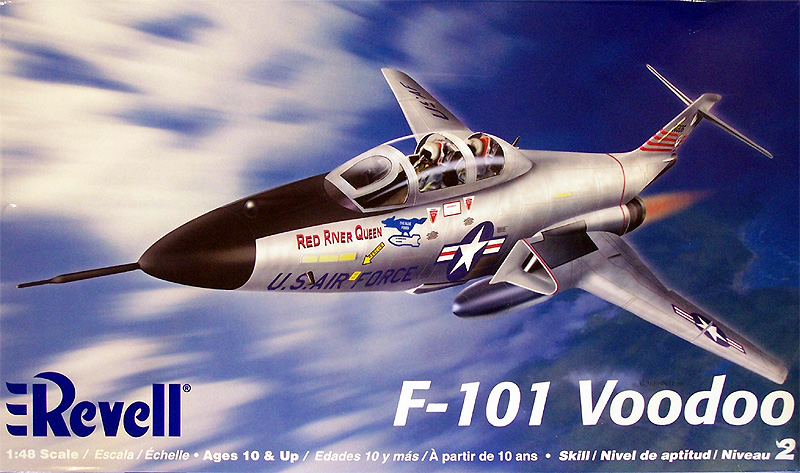 RED RIVER QUEEN
U.S. AIR FORCE
Revell®
F-101 Voodoo
1:48 Scale / Escala / Échelle • Ages 10 & Up / Edades 10 y más / À partir de 10 ans • Skill / Nivel de aptitud / Niveau 2